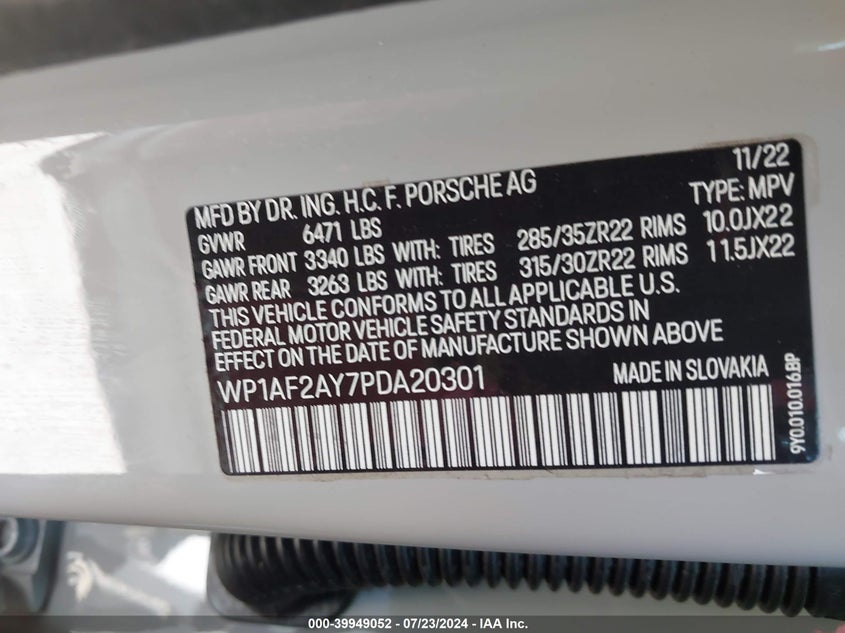 11/22
MFD BY DR. ING. H.C. F. PORSCHE AG TYPE: MPV
GVWR 6471 LBS
GAWR FRONT 3340 LBS WITH: TIRES 285/35ZR22 RIMS 10.0JX22
GAWR REAR 3263 LBS WITH: TIRES 315/30ZR22 RIMS 11.5JX22
THIS VEHICLE CONFORMS TO ALL APPLICABLE U.S.
FEDERAL MOTOR VEHICLE SAFETY STANDARDS IN
EFFECT ON THE DATE OF MANUFACTURE SHOWN ABOVE
WP1AF2AY7PDA20301 MADE IN SLOVAKIA
9Y0.010.016.BP
000-39949052 - 07/23/2024 - IAA Inc.